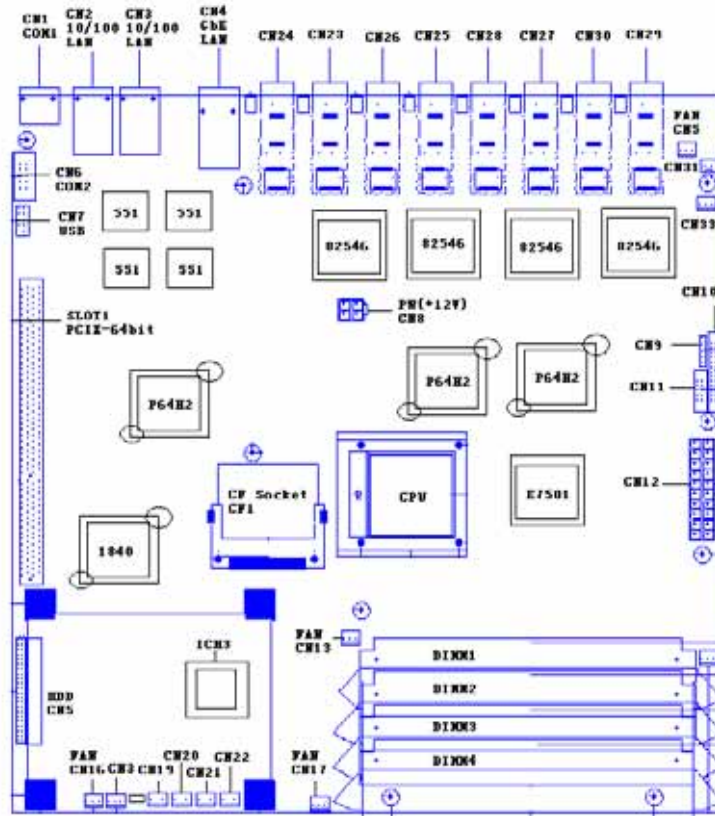 CN1
COM1
CN2
10/100
LAN
CN3
10/100
LAN
CN4
GbE
LAN
CN24
CN23
CN26
CN25
CN28
CN27
CN30
CN29
FAN
CN5
CN31
CN33
CN6
COM2
CN7
USB
551
551
551
551
82546
82546
82546
82546
SLOT1
PCIX-64bit
PW(+12V)
CN8
CN10
CN9
CN11
P64H2
P64H2
P64H2
CF Socket
CF1
CPU
E7501
CN12
1840
ICH3
FAN
CN13
DIMM1
DIMM2
DIMM3
DIMM4
HDD
CN5
FAN
CN16
CN3
CN19
CN20
CN21
CN22
FAN
CN17